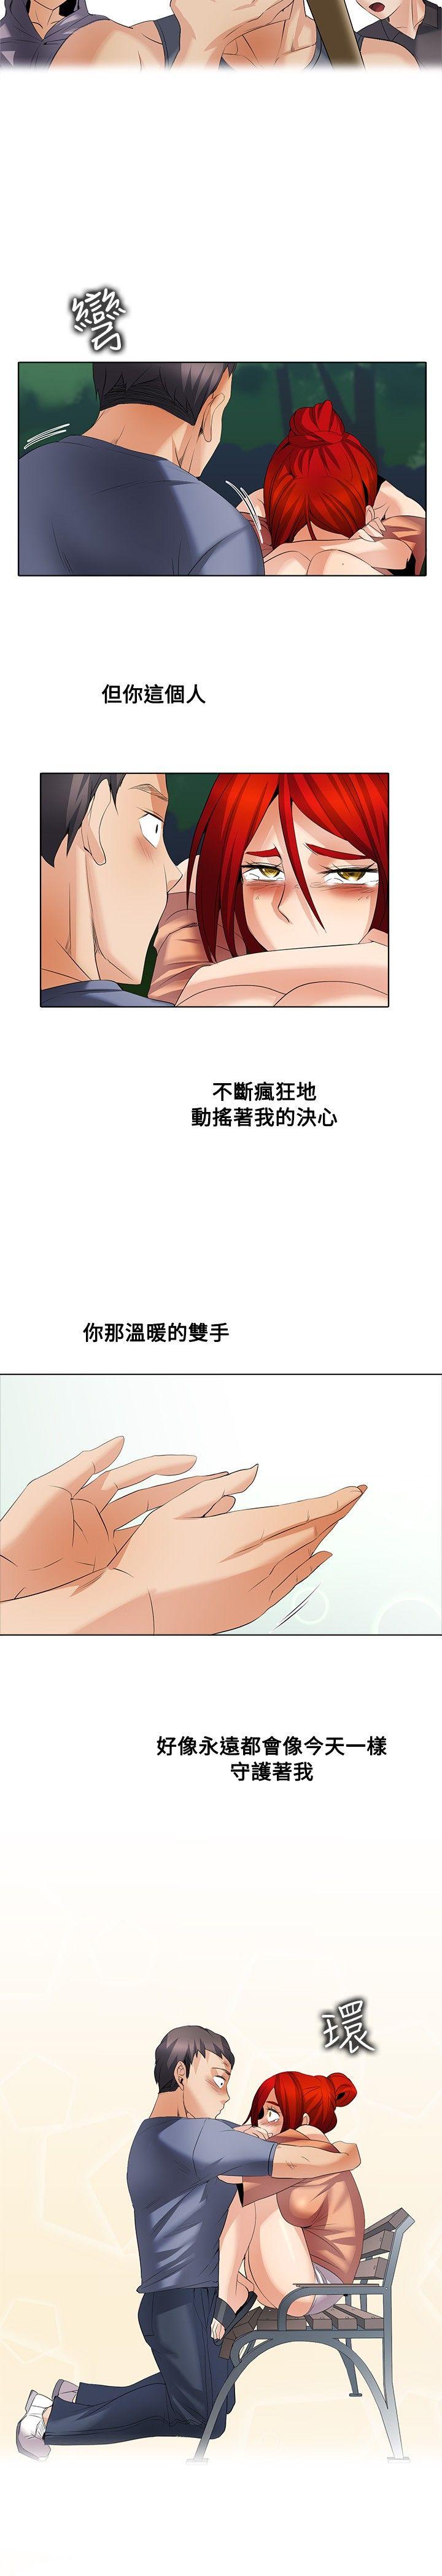 彎
但你這個人
不斷瘋狂地
動搖著我的決心
你那溫暖的雙手
好像永遠都會像今天一樣
守護著我
環